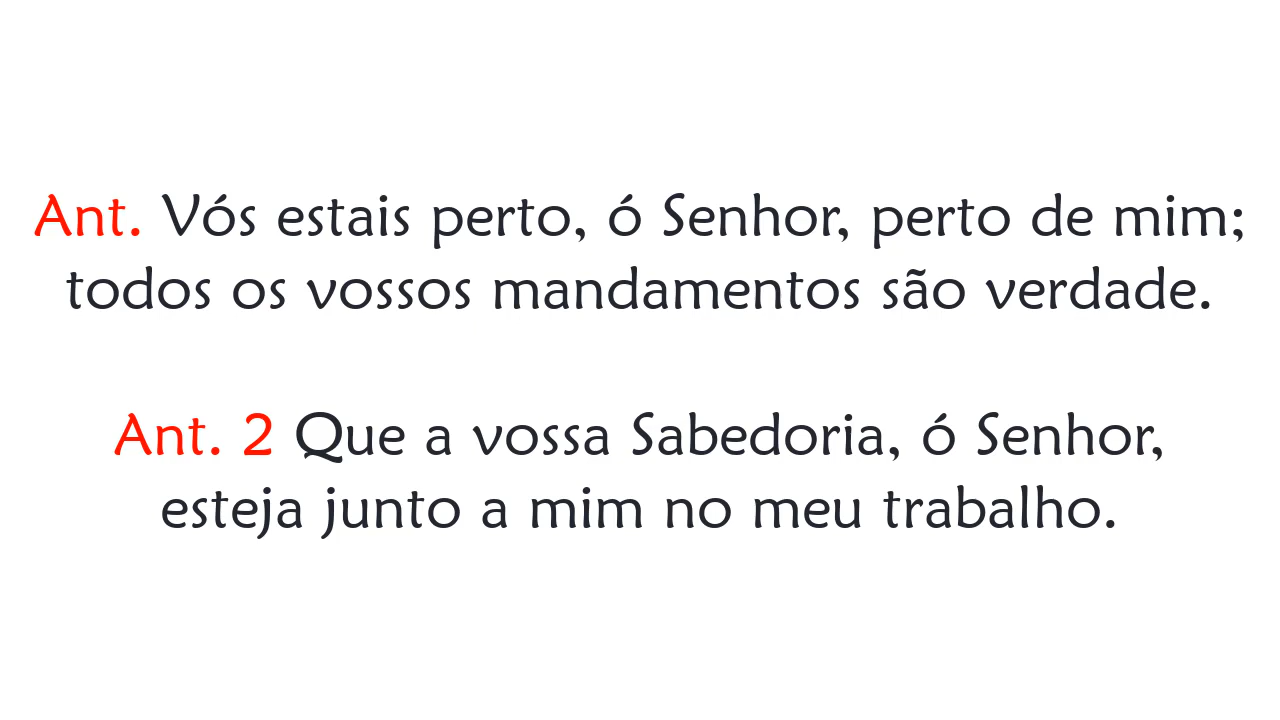 Ant. Vós estais perto, ó Senhor, perto de mim;
todos os vossos mandamentos são verdade.
Ant. 2 Que a vossa Sabedoria, ó Senhor,
esteja junto a mim no meu trabalho.